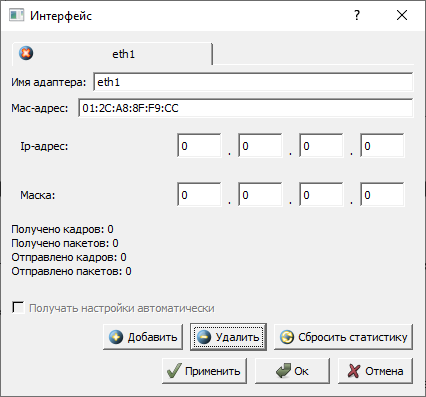 Интерфейс
eth1
Имя адаптера: eth1
Mac-адрес: 01:2C:A8:8F:F9:CC
Ip-адрес: 0 . 0 . 0 . 0
Маска: 0 . 0 . 0 . 0
Получено кадров: 0
Получено пакетов: 0
Отправлено кадров: 0
Отправлено пакетов: 0
Получать настройки автоматически
Добавить Удалить Сбросить статистику
Применить Ок Отмена